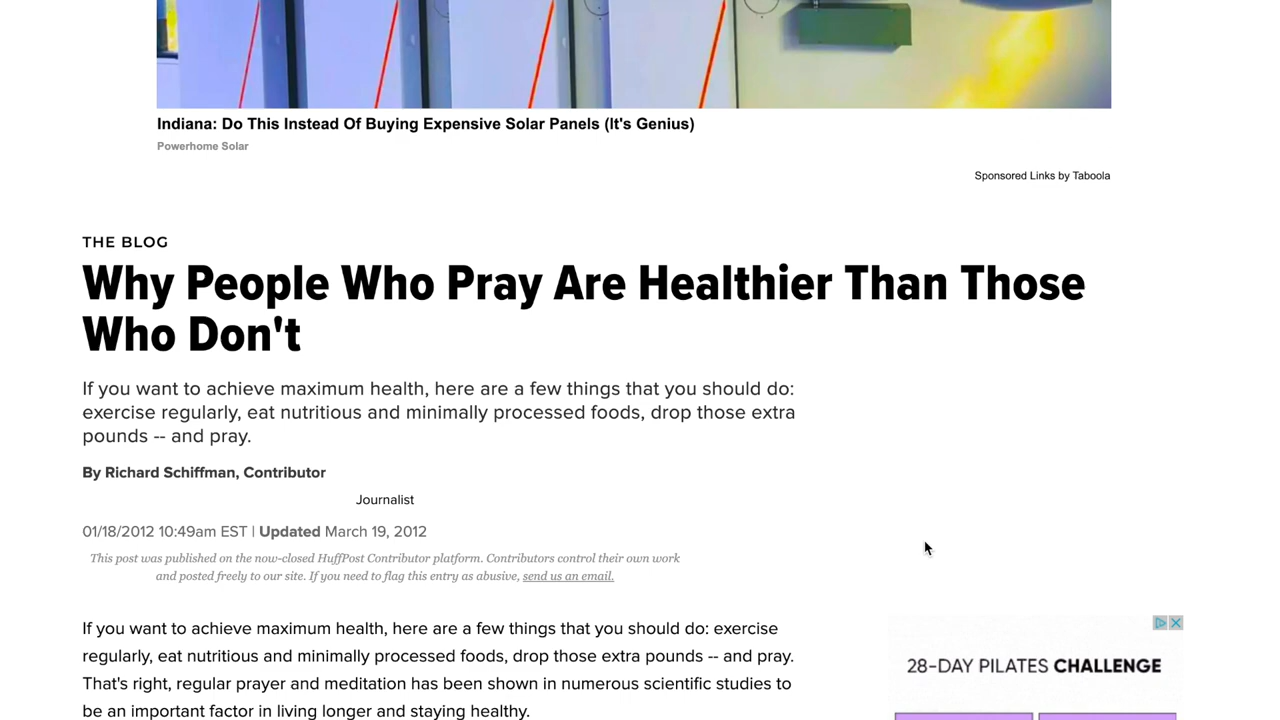 Indiana: Do This Instead Of Buying Expensive Solar Panels (It's Genius)
Powerhome Solar
Sponsored Links by Taboola
THE BLOG
Why People Who Pray Are Healthier Than Those
Who Don't
If you want to achieve maximum health, here are a few things that you should do:
exercise regularly, eat nutritious and minimally processed foods, drop those extra
pounds -- and pray.
By Richard Schiffman, Contributor
Journalist
01/18/2012 10:49am EST | Updated March 19, 2012
This post was published on the now-closed HuffPost Contributor platform. Contributors control their own work
and posted freely to our site. If you need to flag this entry as abusive, send us an email.
If you want to achieve maximum health, here are a few things that you should do: exercise
regularly, eat nutritious and minimally processed foods, drop those extra pounds -- and pray.
That's right, regular prayer and meditation has been shown in numerous scientific studies to
be an important factor in living longer and staying healthy.
28-DAY PILATES CHALLENGE